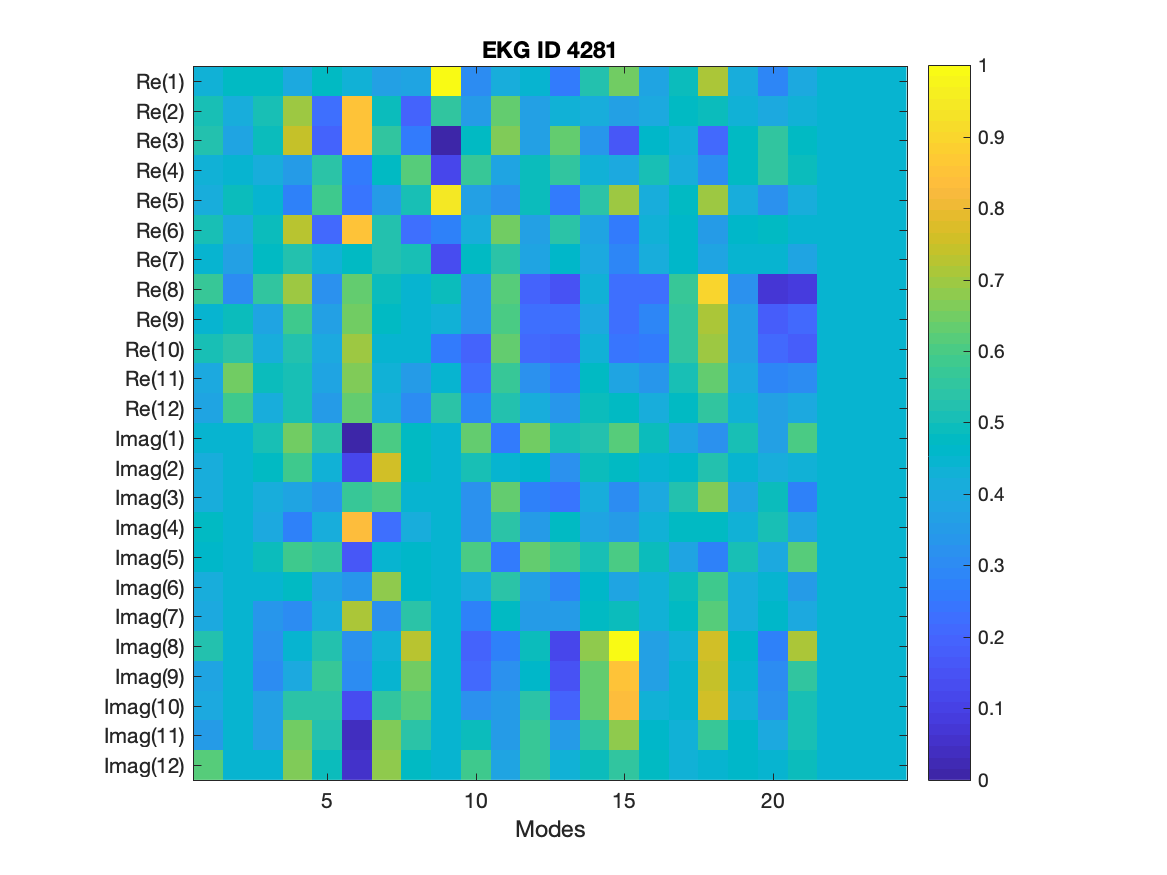 EKG ID 4281
Re(1)
Re(2)
Re(3)
Re(4)
Re(5)
Re(6)
Re(7)
Re(8)
Re(9)
Re(10)
Re(11)
Re(12)
Imag(1)
Imag(2)
Imag(3)
Imag(4)
Imag(5)
Imag(6)
Imag(7)
Imag(8)
Imag(9)
Imag(10)
Imag(11)
Imag(12)
5 10 15 20
Modes
1
0.9
0.8
0.7
0.6
0.5
0.4
0.3
0.2
0.1
0